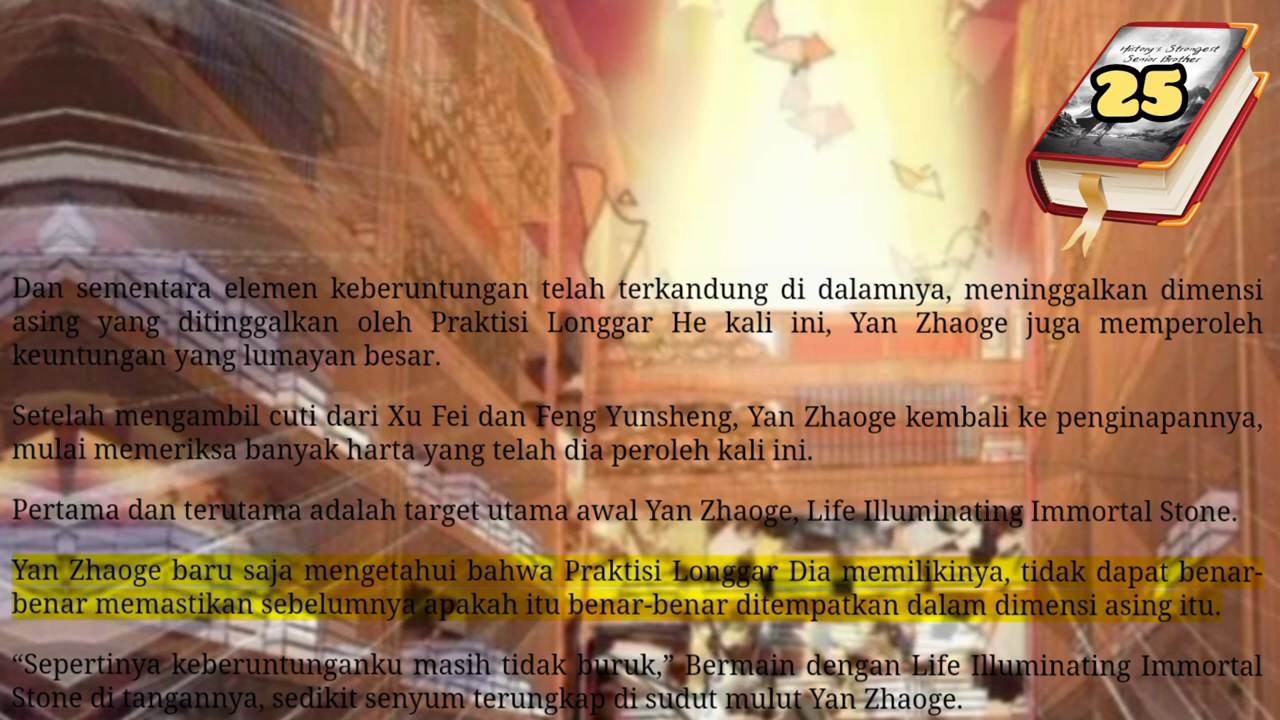 History's Strongest
Senior Brother
25
Dan sementara elemen keberuntungan telah terkandung di dalamnya, meninggalkan dimensi
asing yang ditinggalkan oleh Praktisi Longgar He kali ini, Yan Zhaoge juga memperoleh
keuntungan yang lumayan besar.
Setelah mengambil cuti dari Xu Fei dan Feng Yunsheng, Yan Zhaoge kembali ke penginapannya,
mulai memeriksa banyak harta yang telah dia peroleh kali ini.
Pertama dan terutama adalah target utama awal Yan Zhaoge, Life Illuminating Immortal Stone.
Yan Zhaoge baru saja mengetahui bahwa Praktisi Longgar Dia memilikinya, tidak dapat benar-
benar memastikan sebelumnya apakah itu benar-benar ditempatkan dalam dimensi asing itu.
“Sepertinya keberuntunganku masih tidak buruk,” Bermain dengan Life Illuminating Immortal
Stone di tangannya, sedikit senyum terungkap di sudut mulut Yan Zhaoge.